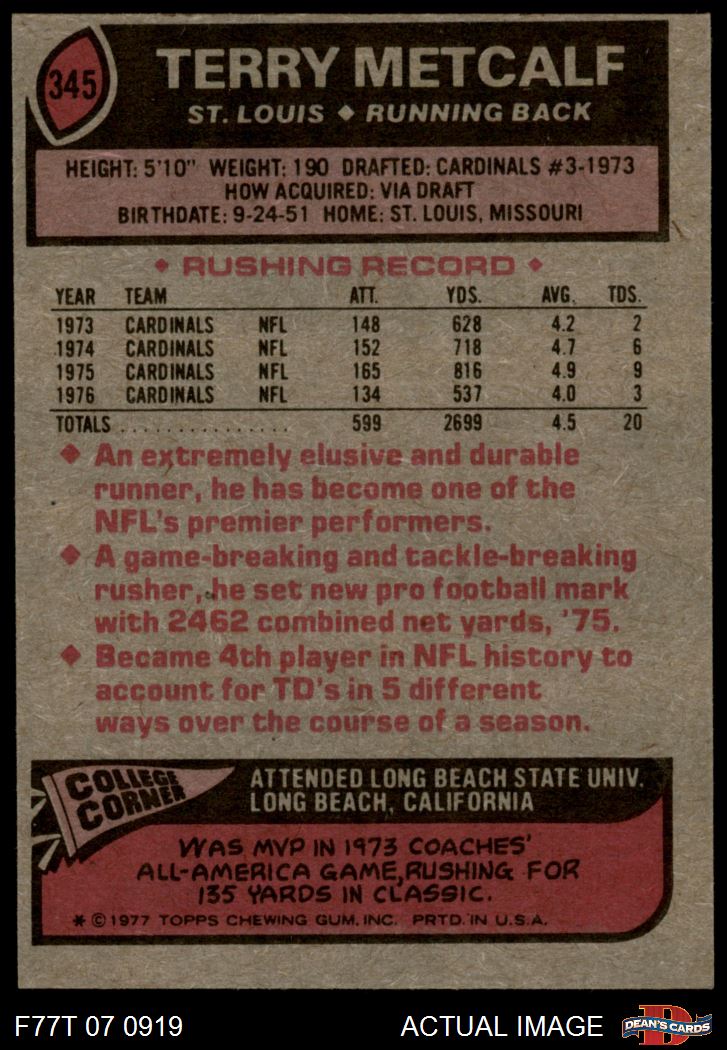 345
TERRY METCALF
ST. LOUIS ◆ RUNNING BACK
HEIGHT: 5'10" WEIGHT: 190 DRAFTED: CARDINALS #3-1973
HOW ACQUIRED: VIA DRAFT
BIRTHDATE: 9-24-51 HOME: ST. LOUIS, MISSOURI
◆ RUSHING RECORD ◆
YEAR TEAM ATT. YDS. AVG. TDS.
1973 CARDINALS NFL 148 628 4.2 2
1974 CARDINALS NFL 152 718 4.7 6
1975 CARDINALS NFL 165 816 4.9 9
1976 CARDINALS NFL 134 537 4.0 3
TOTALS . . . . . . . . . . . . . . . 599 2699 4.5 20
◆ An extremely elusive and durable
runner, he has become one of the
NFL's premier performers.
◆ A game-breaking and tackle-breaking
rusher, he set new pro football mark
with 2462 combined net yards, '75.
◆ Became 4th player in NFL history to
account for TD's in 5 different
ways over the course of a season.
COLLEGE
CORNER
ATTENDED LONG BEACH STATE UNIV.
LONG BEACH, CALIFORNIA
WAS MVP IN 1973 COACHES'
ALL-AMERICA GAME, RUSHING FOR
135 YARDS IN CLASSIC.
* © 1977 TOPPS CHEWING GUM, INC. PRTD. IN U.S.A.
F77T 07 0919 ACTUAL IMAGE
D
DEAN'S CARDS